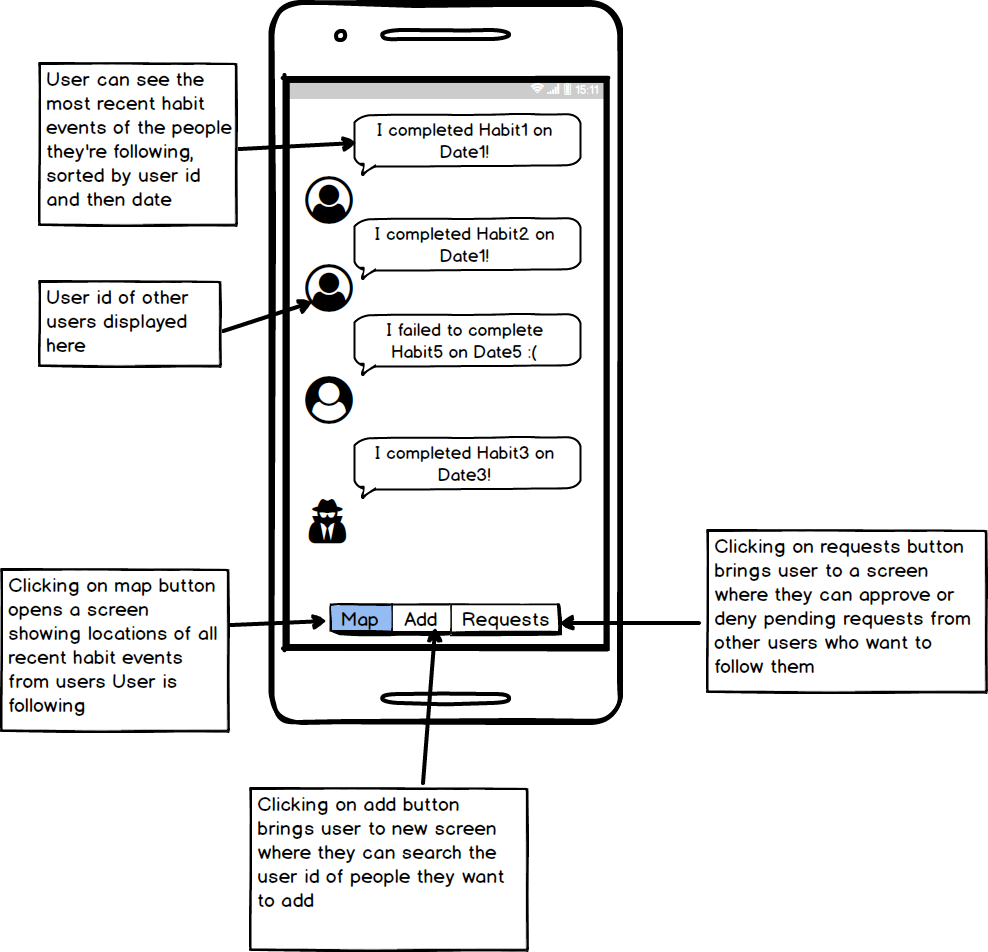 15:11
User can see the
most recent habit
events of the people
they're following,
sorted by user id
and then date
I completed Habit1 on
Date1!
I completed Habit2 on
Date1!
User id of other
users displayed
here
I failed to complete
Habit5 on Date5 :(
I completed Habit3 on
Date3!
Clicking on map button
opens a screen
showing locations of all
recent habit events
from users User is
following
Map Add Requests
Clicking on requests button
brings user to a screen
where they can approve or
deny pending requests from
other users who want to
follow them
Clicking on add button
brings user to new screen
where they can search the
user id of people they want
to add